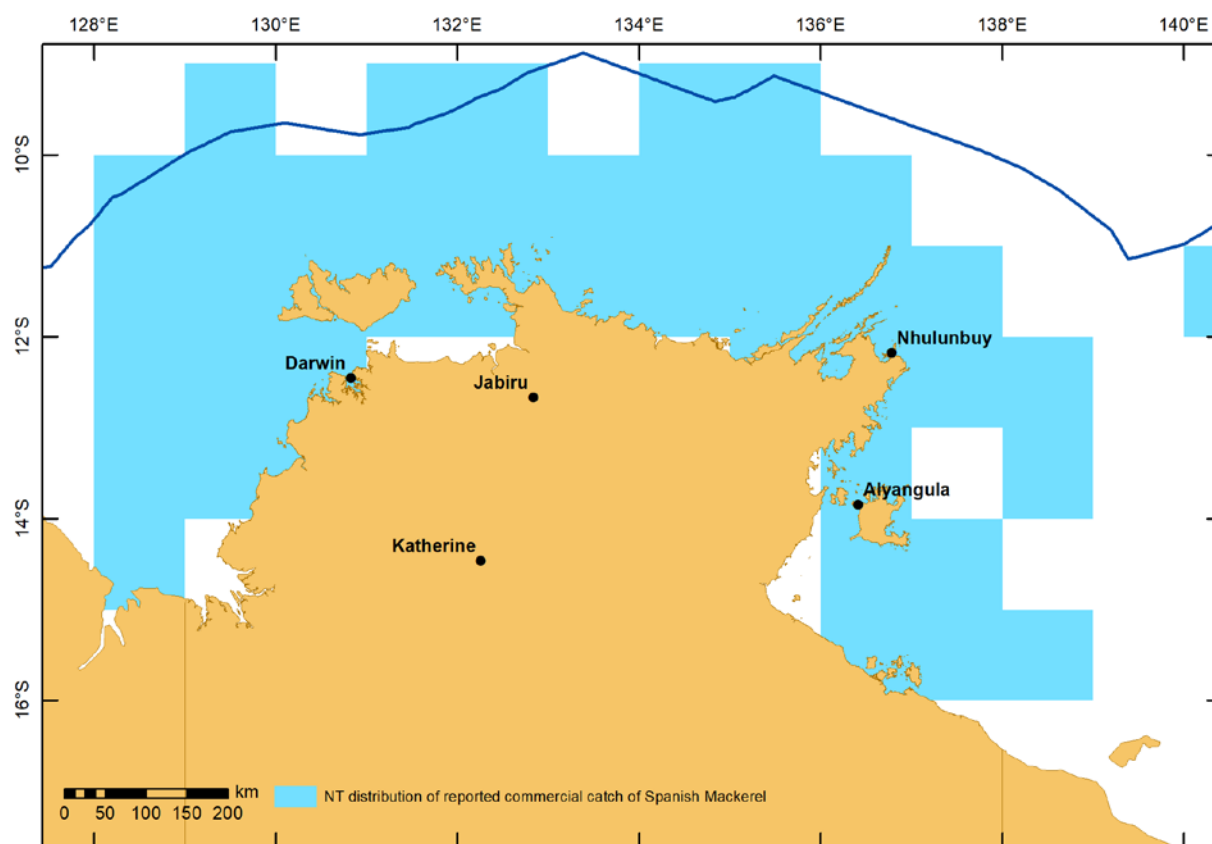 128°E 130°E 132°E 134°E 136°E 138°E 140°E
10°S
12°S
14°S
16°S
Nhulunbuy
Darwin
Jabiru
Alyangula
Katherine
km
0 50 100 150 200
NT distribution of reported commercial catch of Spanish Mackerel